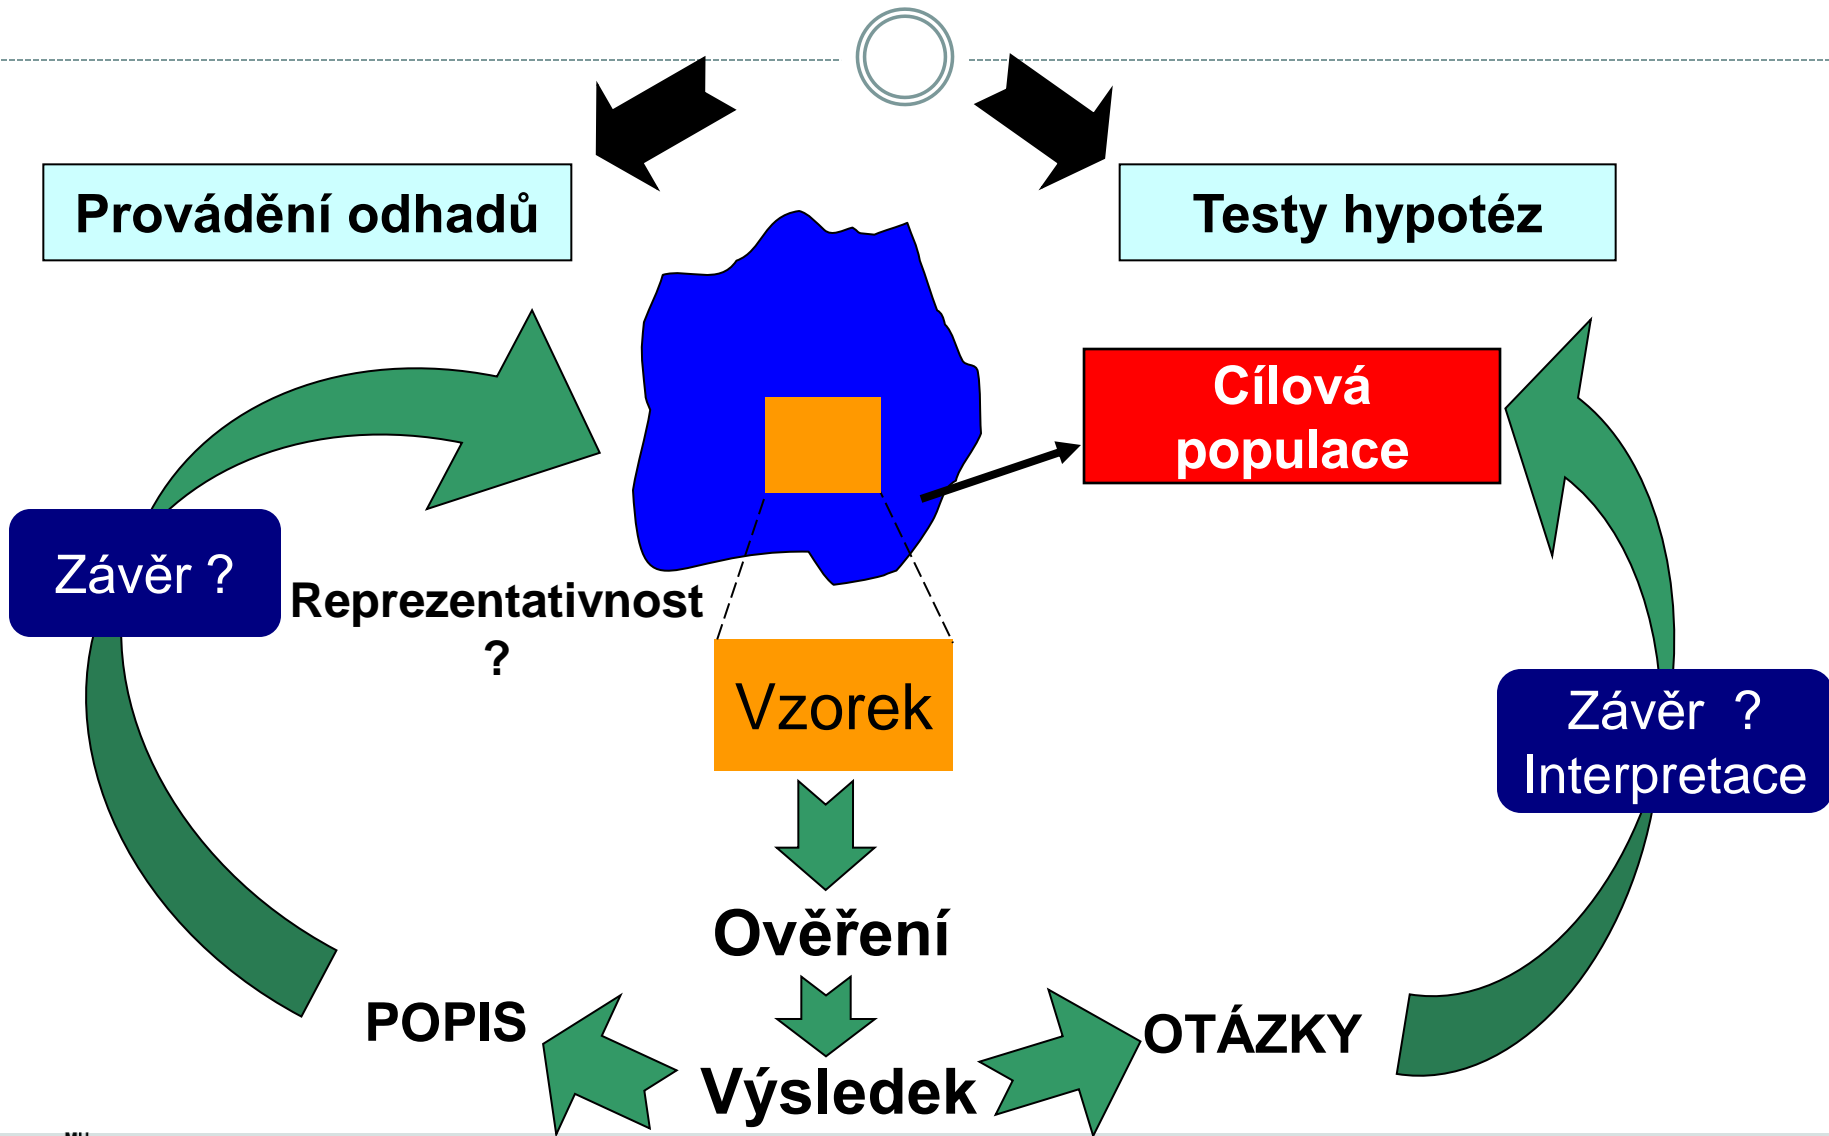 Provádění odhadů
Testy hypotéz
Cílová
populace
Závěr ?
Reprezentativnost
?
Vzorek
Závěr ?
Interpretace
Ověření
POPIS
OTÁZKY
Výsledek